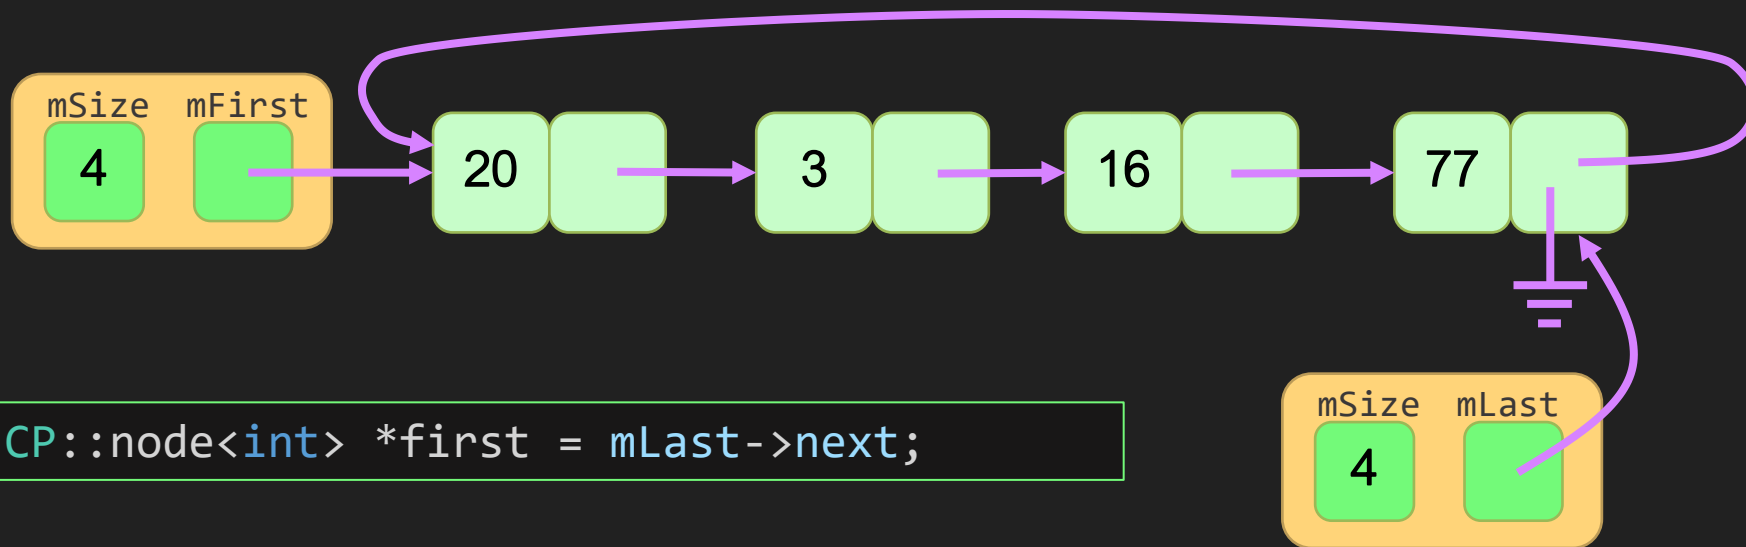 mSize mFirst
4
20 3 16 77
CP::node<int> *first = mLast->next;
mSize mLast
4